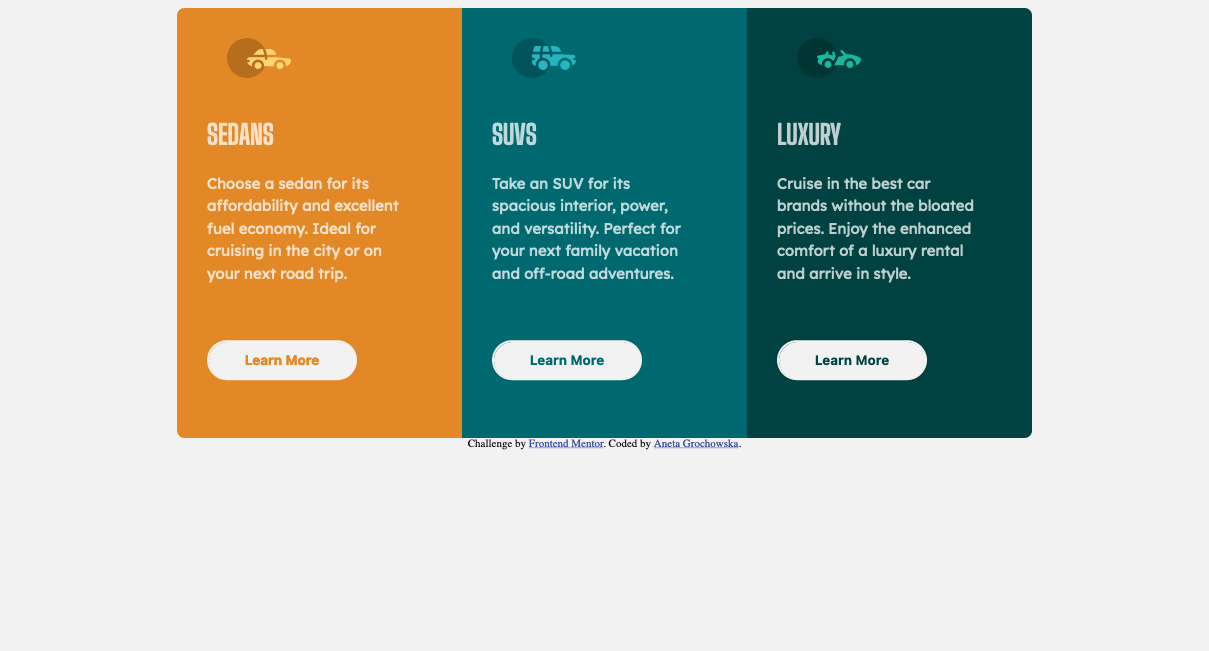 SEDANS
Choose a sedan for its
affordability and excellent
fuel economy. Ideal for
cruising in the city or on
your next road trip.
Learn More
SUVS
Take an SUV for its
spacious interior, power,
and versatility. Perfect for
your next family vacation
and off-road adventures.
Learn More
LUXURY
Cruise in the best car
brands without the bloated
prices. Enjoy the enhanced
comfort of a luxury rental
and arrive in style.
Learn More
Challenge by Frontend Mentor. Coded by Aneta Grochowska.